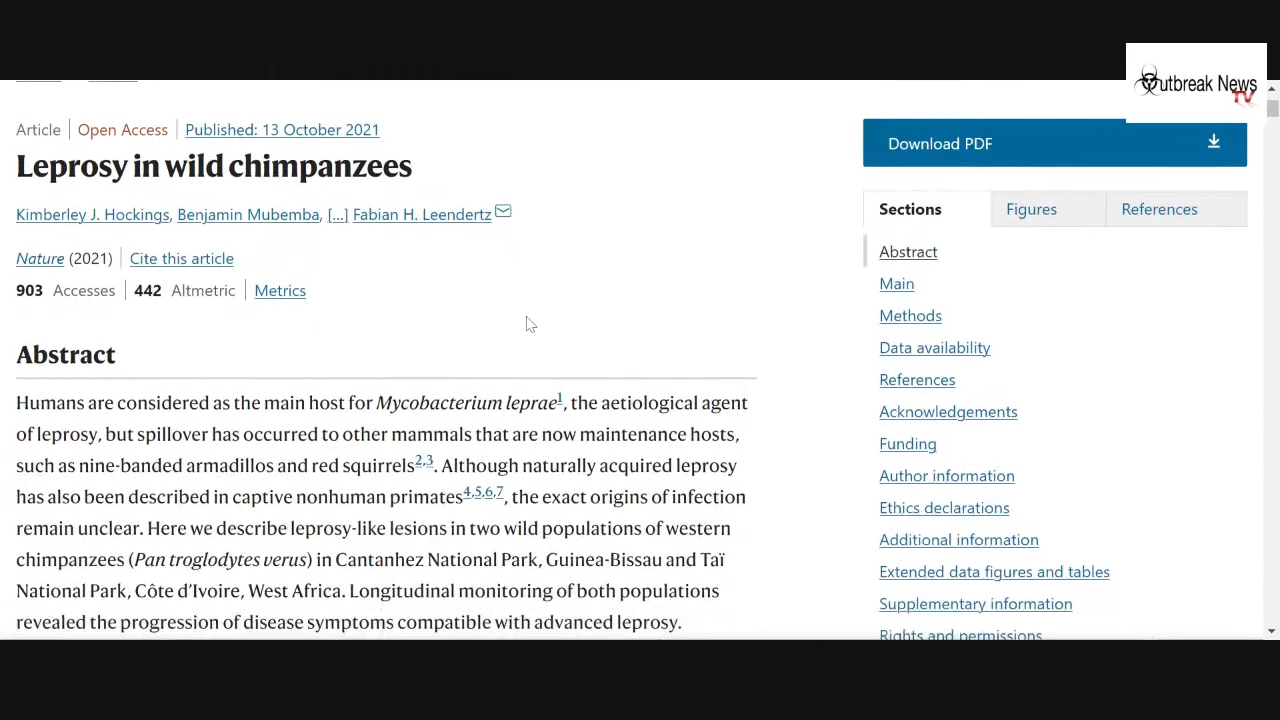 Outbreak News
TV
Article | Open Access | Published: 13 October 2021
Leprosy in wild chimpanzees
Kimberley J. Hockings, Benjamin Mubemba, [...] Fabian H. Leendertz
Nature (2021) | Cite this article
903 Accesses | 442 Altmetric | Metrics
Abstract
Humans are considered as the main host for Mycobacterium leprae1, the aetiological agent
of leprosy, but spillover has occurred to other mammals that are now maintenance hosts,
such as nine-banded armadillos and red squirrels2,3. Although naturally acquired leprosy
has also been described in captive nonhuman primates4,5,6,7, the exact origins of infection
remain unclear. Here we describe leprosy-like lesions in two wild populations of western
chimpanzees (Pan troglodytes verus) in Cantanhez National Park, Guinea-Bissau and Taï
National Park, Côte d’Ivoire, West Africa. Longitudinal monitoring of both populations
revealed the progression of disease symptoms compatible with advanced leprosy.
Download PDF
Sections
Figures
References
Abstract
Main
Methods
Data availability
References
Acknowledgements
Funding
Author information
Ethics declarations
Additional information
Extended data figures and tables
Supplementary information
Rights and permissions